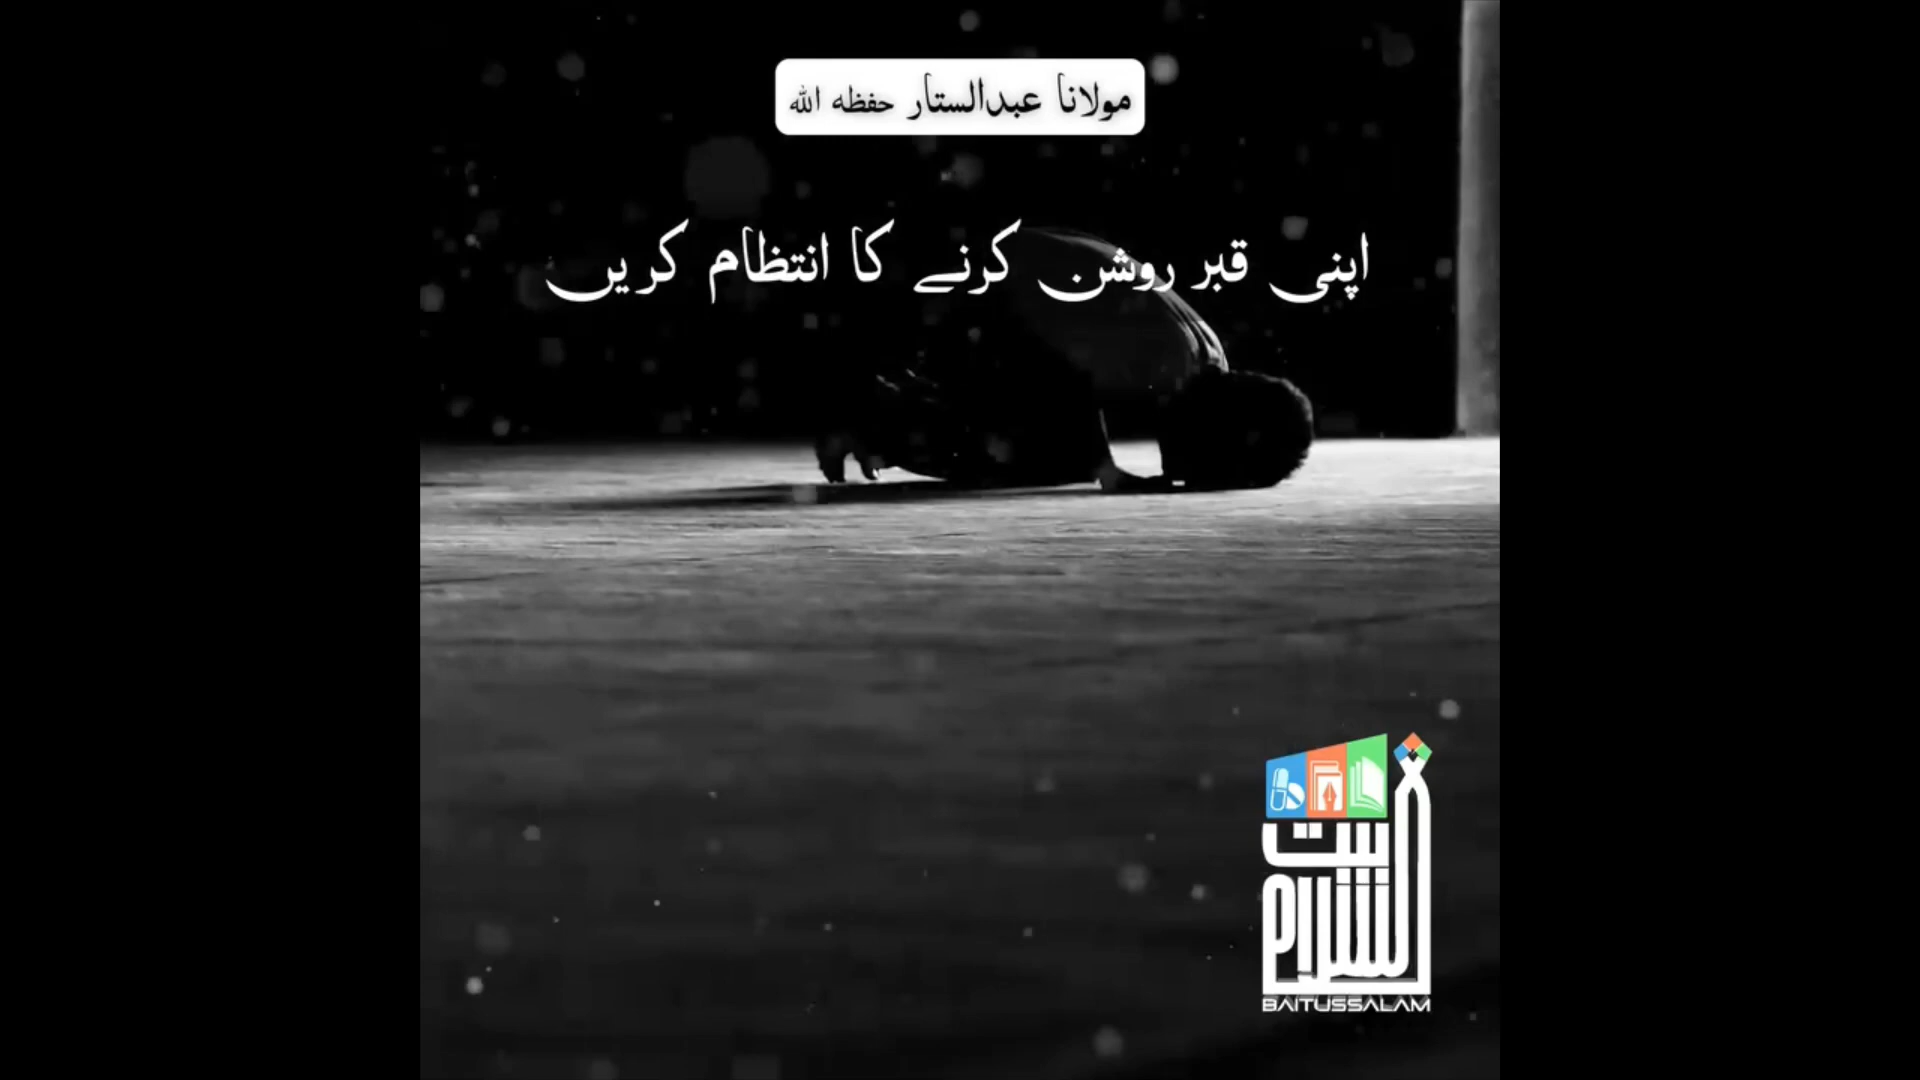 مولانا عبدالستار حفظہ اللہ
اپنی قبر روشن کرنے کا انتظام کریں
بیت السلام
BAITUSSALAM